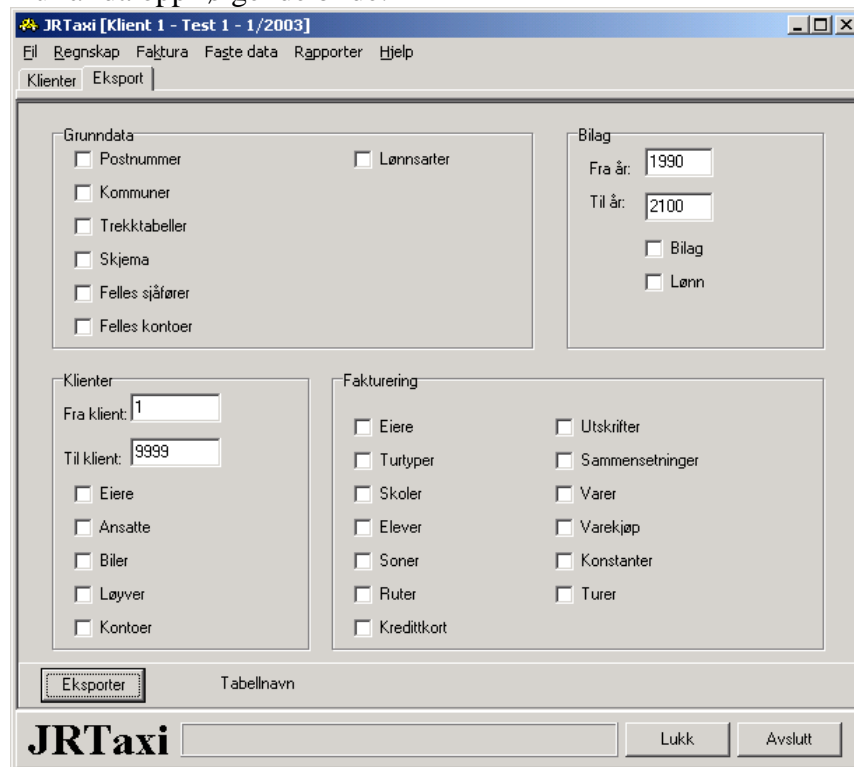 JRTaxi [Klient 1 - Test 1 - 1/2003]
Fil Regnskap Faktura Faste data Rapporter Hjelp
Klienter Eksport
Grunndata
Postnummer
Kommuner
Trekktabeller
Skjema
Felles sjåfører
Felles kontoer
Lønnsarter
Bilag
Fra år: 1990
Til år: 2100
Bilag
Lønn
Klienter
Fra klient: 1
Til klient: 9999
Eiere
Ansatte
Biler
Løyver
Kontoer
Fakturering
Eiere
Turtyper
Skoler
Elever
Soner
Ruter
Kredittkort
Utskrifter
Sammensetninger
Varer
Varekjøp
Konstanter
Turer
Eksporter Tabellnavn
JRTaxi Lukk Avslutt